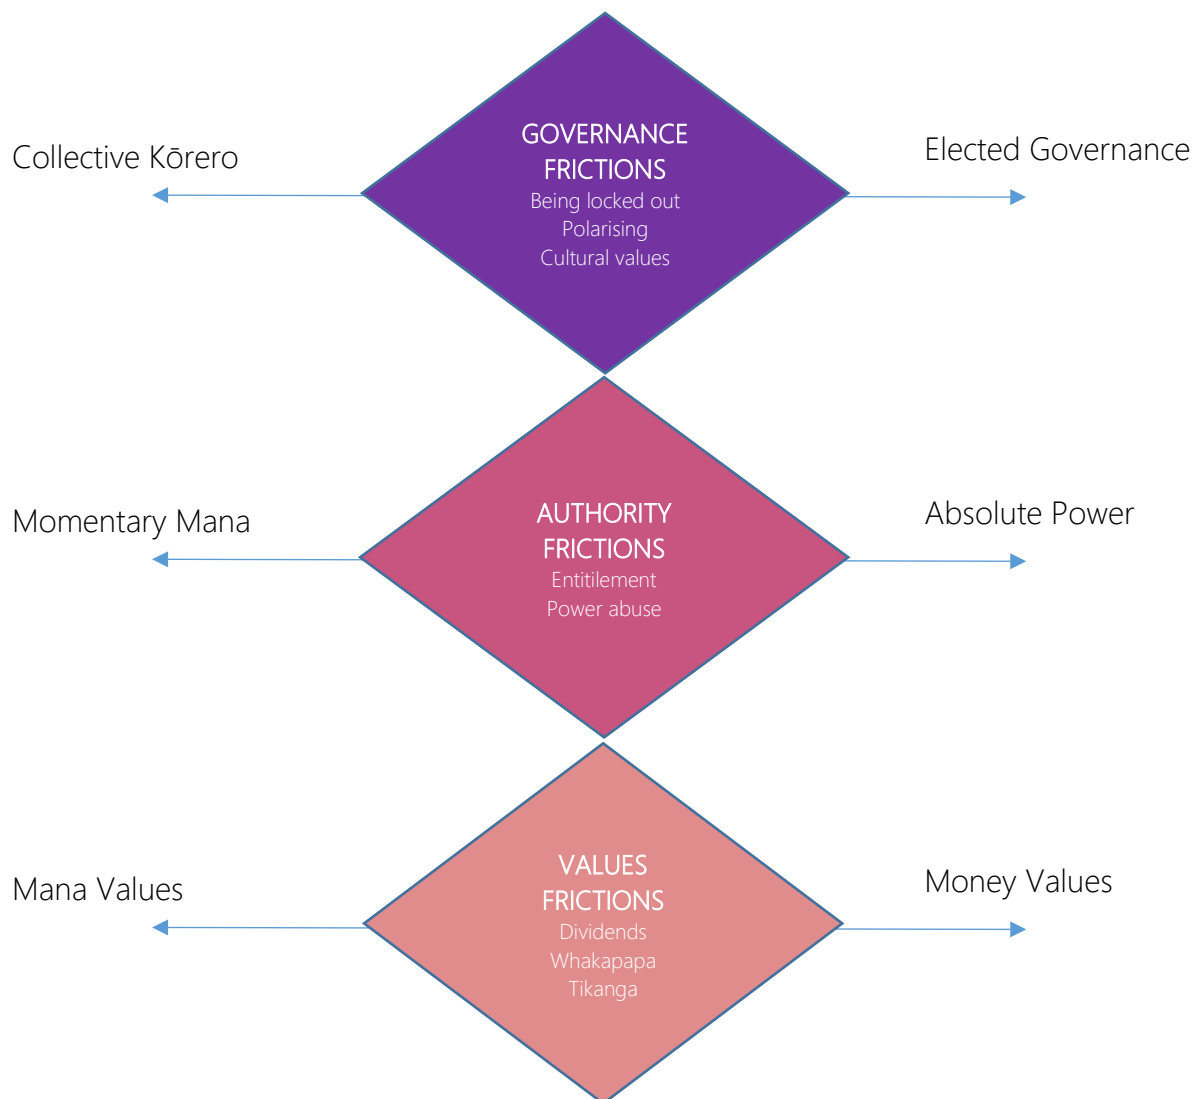 Collective Kōrero
GOVERNANCE
FRICTIONS
Being locked out
Polarising
Cultural values
Elected Governance
Momentary Mana
AUTHORITY
FRICTIONS
Entitilement
Power abuse
Absolute Power
Mana Values
VALUES
FRICTIONS
Dividends
Whakapapa
Tikanga
Money Values